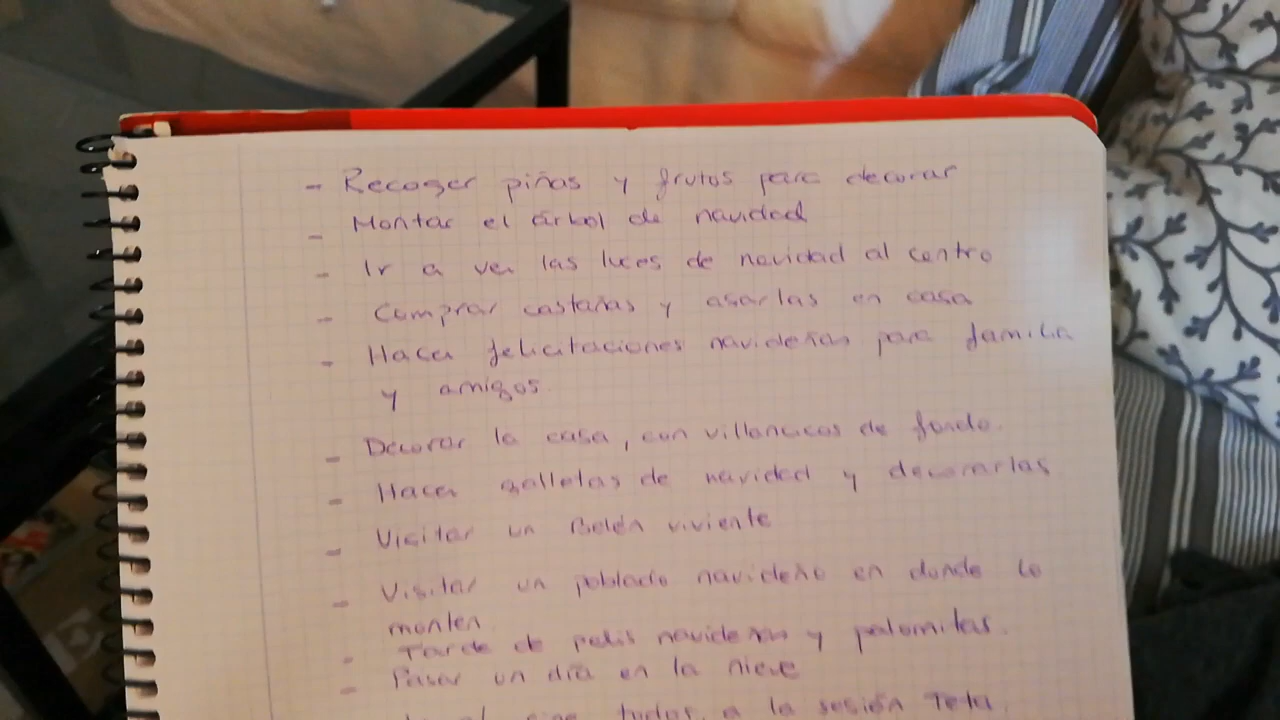 - Recoger piñas y frutos para decorar
- Montar el árbol de navidad
- Ir a ver las luces de navidad al centro
- Comprar castañas y asarlas en casa
- Hacer felicitaciones navideñas para familia
y amigos.
- Decorar la casa, con villancicos de fondo.
- Hacer galletas de navidad y decorarlas
- Visitar un Belén viviente
- Visitar un poblado navideño en donde lo
monten.
- Tarde de pelis navideñas y palomitas.
- Pasar un día en la nieve
al cine todos, a la sesión Teta.